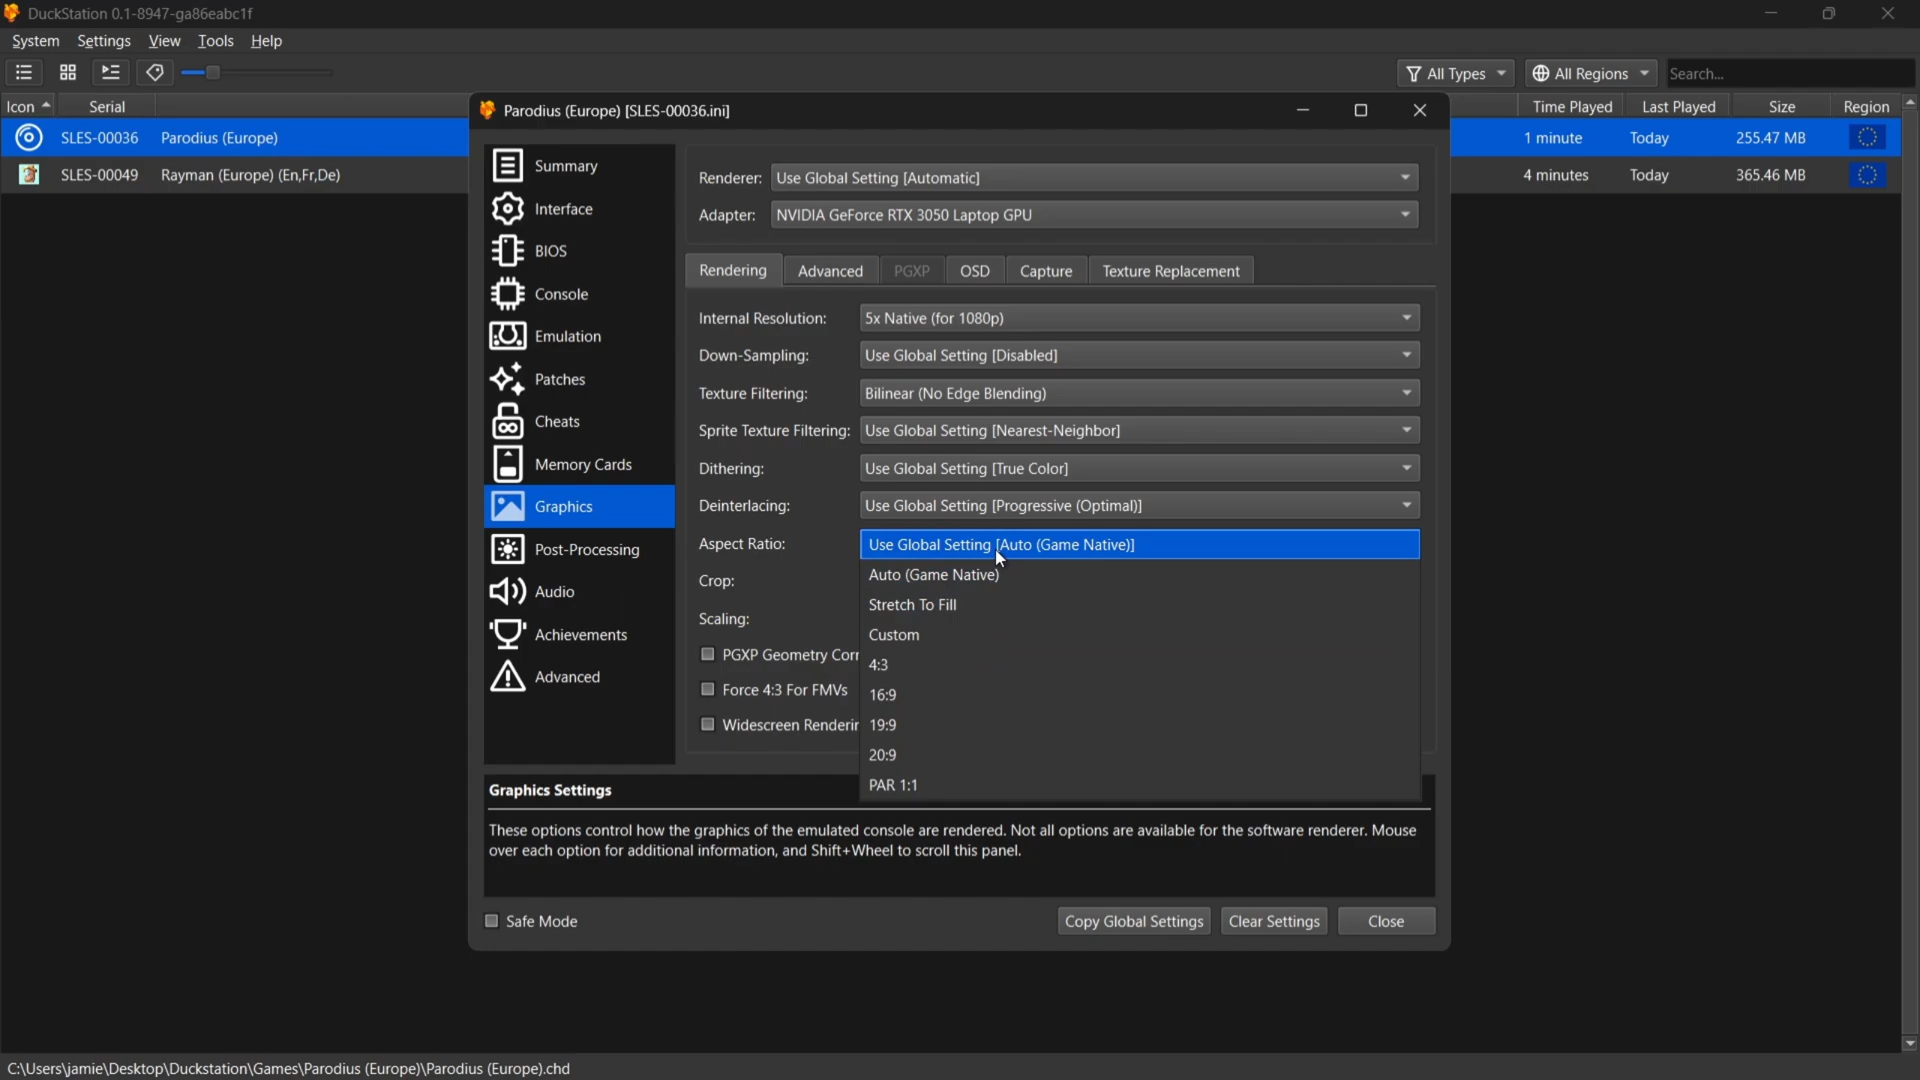 DuckStation 0.1-8947-ga86eabc1f
System Settings View Tools Help
All Types All Regions Search...
Icon Serial Time Played Last Played Size Region
SLES-00036 Parodius (Europe) 1 minute Today 255.47 MB
SLES-00049 Rayman (Europe) (En,Fr,De) 4 minutes Today 365.46 MB
Parodius (Europe) [SLES-00036.ini]
Summary
Interface
BIOS
Console
Emulation
Patches
Cheats
Memory Cards
Graphics
Post-Processing
Audio
Achievements
Advanced
Renderer: Use Global Setting [Automatic]
Adapter: NVIDIA GeForce RTX 3050 Laptop GPU
Rendering Advanced PGXP OSD Capture Texture Replacement
Internal Resolution: 5x Native (for 1080p)
Down-Sampling: Use Global Setting [Disabled]
Texture Filtering: Bilinear (No Edge Blending)
Sprite Texture Filtering: Use Global Setting [Nearest-Neighbor]
Dithering: Use Global Setting [True Color]
Deinterlacing: Use Global Setting [Progressive (Optimal)]
Aspect Ratio: Use Global Setting [Auto (Game Native)]
Auto (Game Native)
Crop:
Stretch To Fill
Scaling:
Custom
PGXP Geometry Corr
4:3
Force 4:3 For FMVs
16:9
Widescreen Renderin
19:9
20:9
PAR 1:1
Graphics Settings
These options control how the graphics of the emulated console are rendered. Not all options are available for the software renderer. Mouse
over each option for additional information, and Shift+Wheel to scroll this panel.
Safe Mode Copy Global Settings Clear Settings Close
C:\Users\jamie\Desktop\Duckstation\Games\Parodius (Europe)\Parodius (Europe).chd